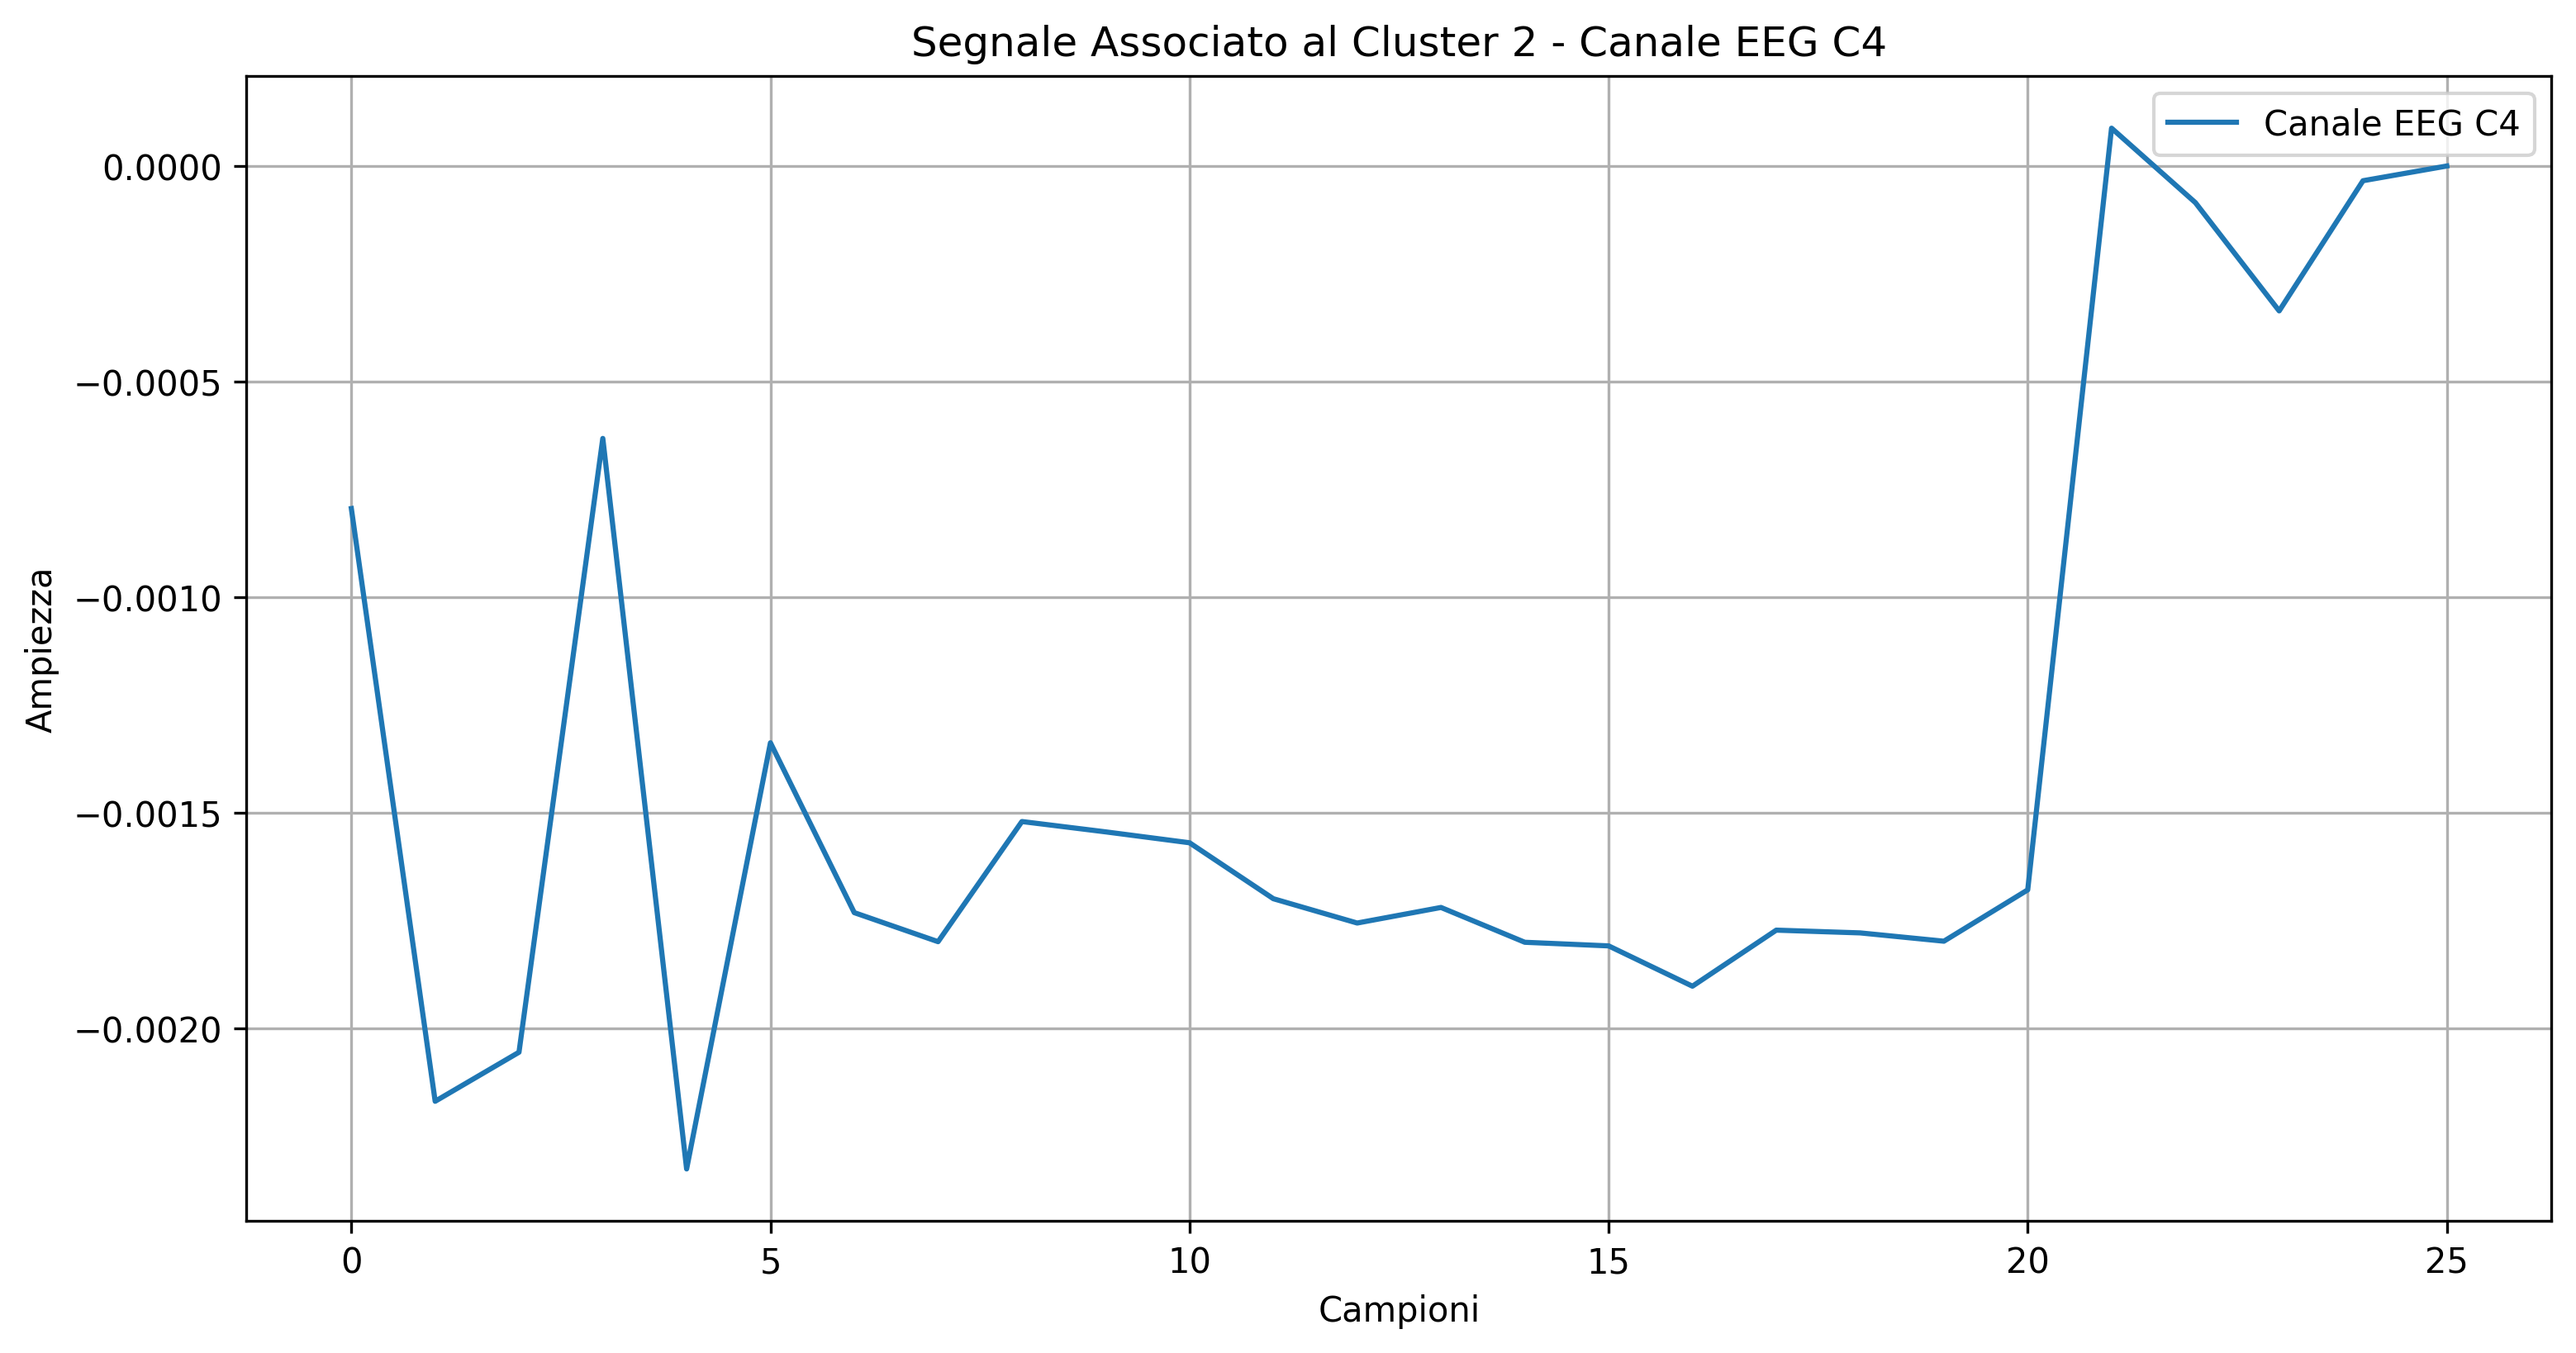 Segnale Associato al Cluster 2 - Canale EEG C4
Canale EEG C4
0.0000
−0.0005
−0.0010
−0.0015
−0.0020
Ampiezza
0 5 10 15 20 25
Campioni